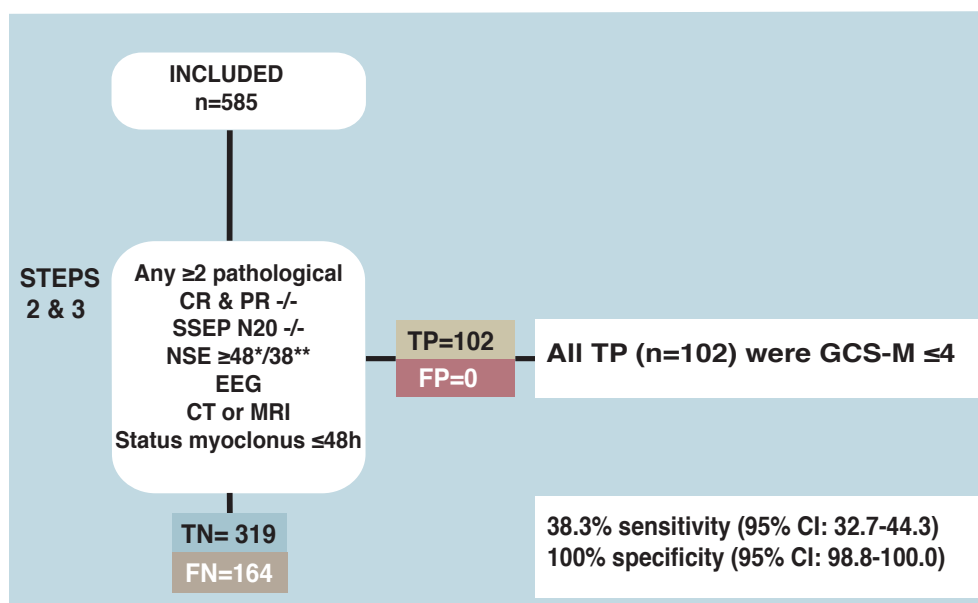 INCLUDED
n=585
STEPS
2 & 3
Any ≥2 pathological
CR & PR -/-
SSEP N20 -/-
NSE ≥48*/38**
EEG
CT or MRI
Status myoclonus ≤48h
TP=102
FP=0
All TP (n=102) were GCS-M ≤4
TN= 319
FN=164
38.3% sensitivity (95% CI: 32.7-44.3)
100% specificity (95% CI: 98.8-100.0)